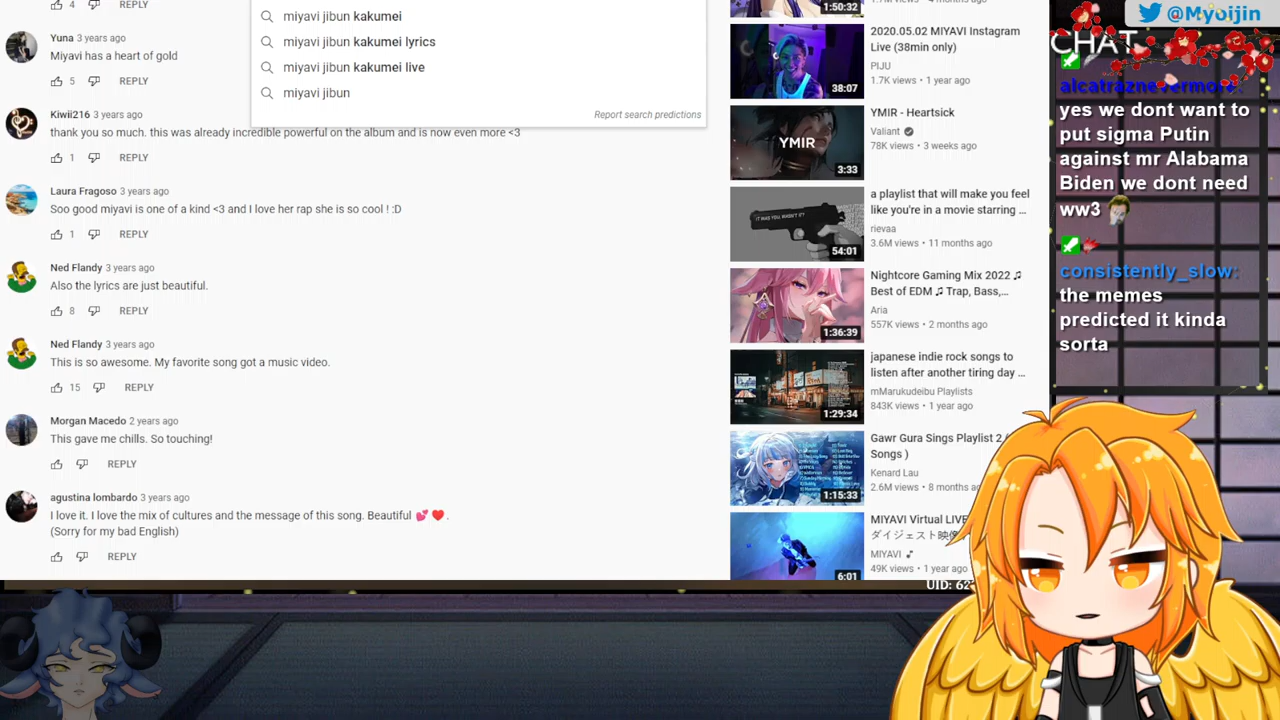 4
REPLY
Yuna 3 years ago
Miyavi has a heart of gold
5
REPLY
Kiwii216 3 years ago
thank you so much. this was already incredible powerful on the album and is now even more <3
1
REPLY
Laura Fragoso 3 years ago
Soo good miyavi is one of a kind <3 and I love her rap she is so cool ! :D
1
REPLY
Ned Flandy 3 years ago
Also the lyrics are just beautiful.
8
REPLY
Ned Flandy 3 years ago
This is so awesome. My favorite song got a music video.
15
REPLY
Morgan Macedo 2 years ago
This gave me chills. So touching!
REPLY
agustina lombardo 3 years ago
I love it. I love the mix of cultures and the message of this song. Beautiful 💕 ❤️ .
(Sorry for my bad English)
REPLY
miyavi jibun kakumei
miyavi jibun kakumei lyrics
miyavi jibun kakumei live
miyavi jibun
Report search predictions
1:50:32
2020.05.02 MIYAVI Instagram
Live (38min only)
PIJU
1.7K views • 1 year ago
38:07
YMIR - Heartsick
Valiant
78K views • 3 weeks ago
YMIR
3:33
a playlist that will make you feel
like you're in a movie starring ...
rievaa
3.6M views • 11 months ago
IT WAS YOU, WASN'T IT?
54:01
Nightcore Gaming Mix 2022 ♫
Best of EDM ♫ Trap, Bass,...
Aria
557K views • 2 months ago
1:36:39
japanese indie rock songs to
listen after another tiring day ...
mMarukudeibu Playlists
843K views • 1 year ago
1:29:34
Gawr Gura Sings Playlist 2
Songs )
Kenard Lau
2.6M views • 8 months
1:15:33
MIYAVI Virtual LIVE
ダイジェスト映像
MIYAVI
49K views • 1 year ago
6:01
UID: 62
@Myoijin
CHAT
alcatraznevermore:
yes we dont want to
put sigma Putin
against mr Alabama
Biden we dont need
ww3
consistently_slow:
the memes
predicted it kinda
sorta